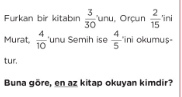 Furkan bir kitabın 3/30'unu, Orçun 2/15'ini
Murat, 4/10'unu Semih ise 4/5'ini okumuş-
tur.
Buna göre, en az kitap okuyan kimdir?